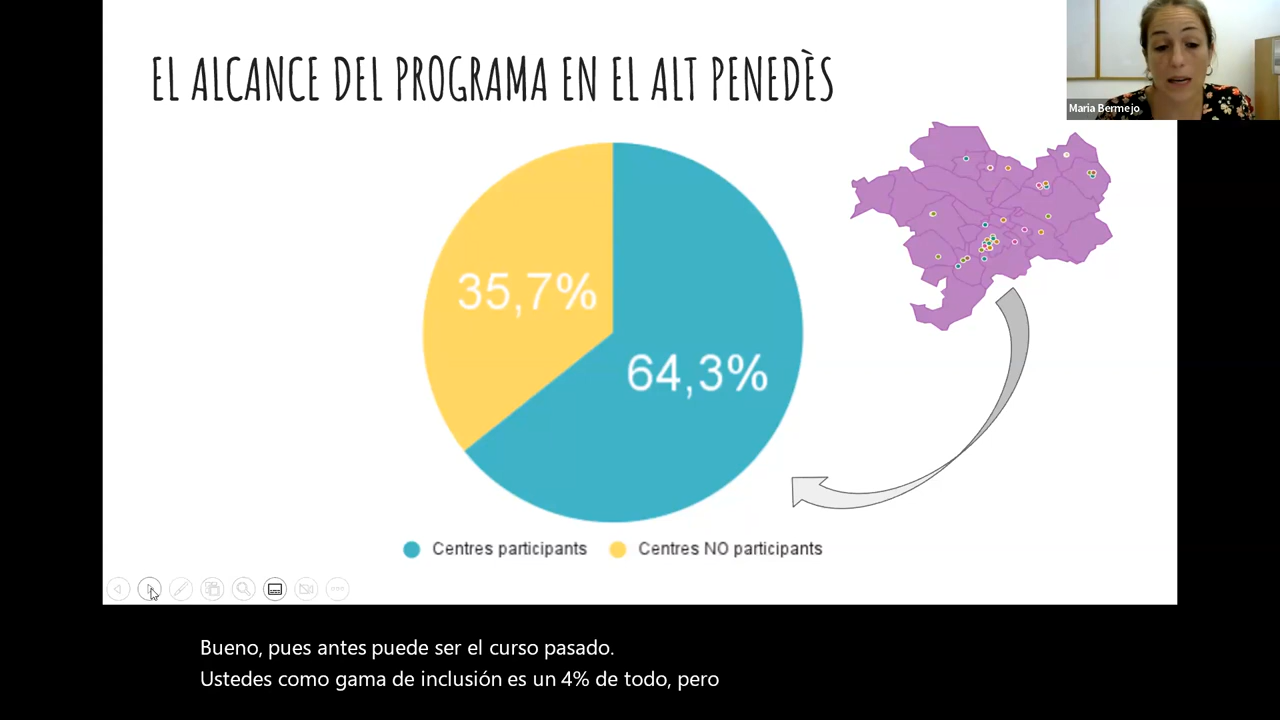 EL ALCANCE DEL PROGRAMA EN EL ALT PENEDÈS
Maria Bermejo
35,7%
64,3%
Centres participants
Centres NO participants
Bueno, pues antes puede ser el curso pasado.
Ustedes como gama de inclusión es un 4% de todo, pero